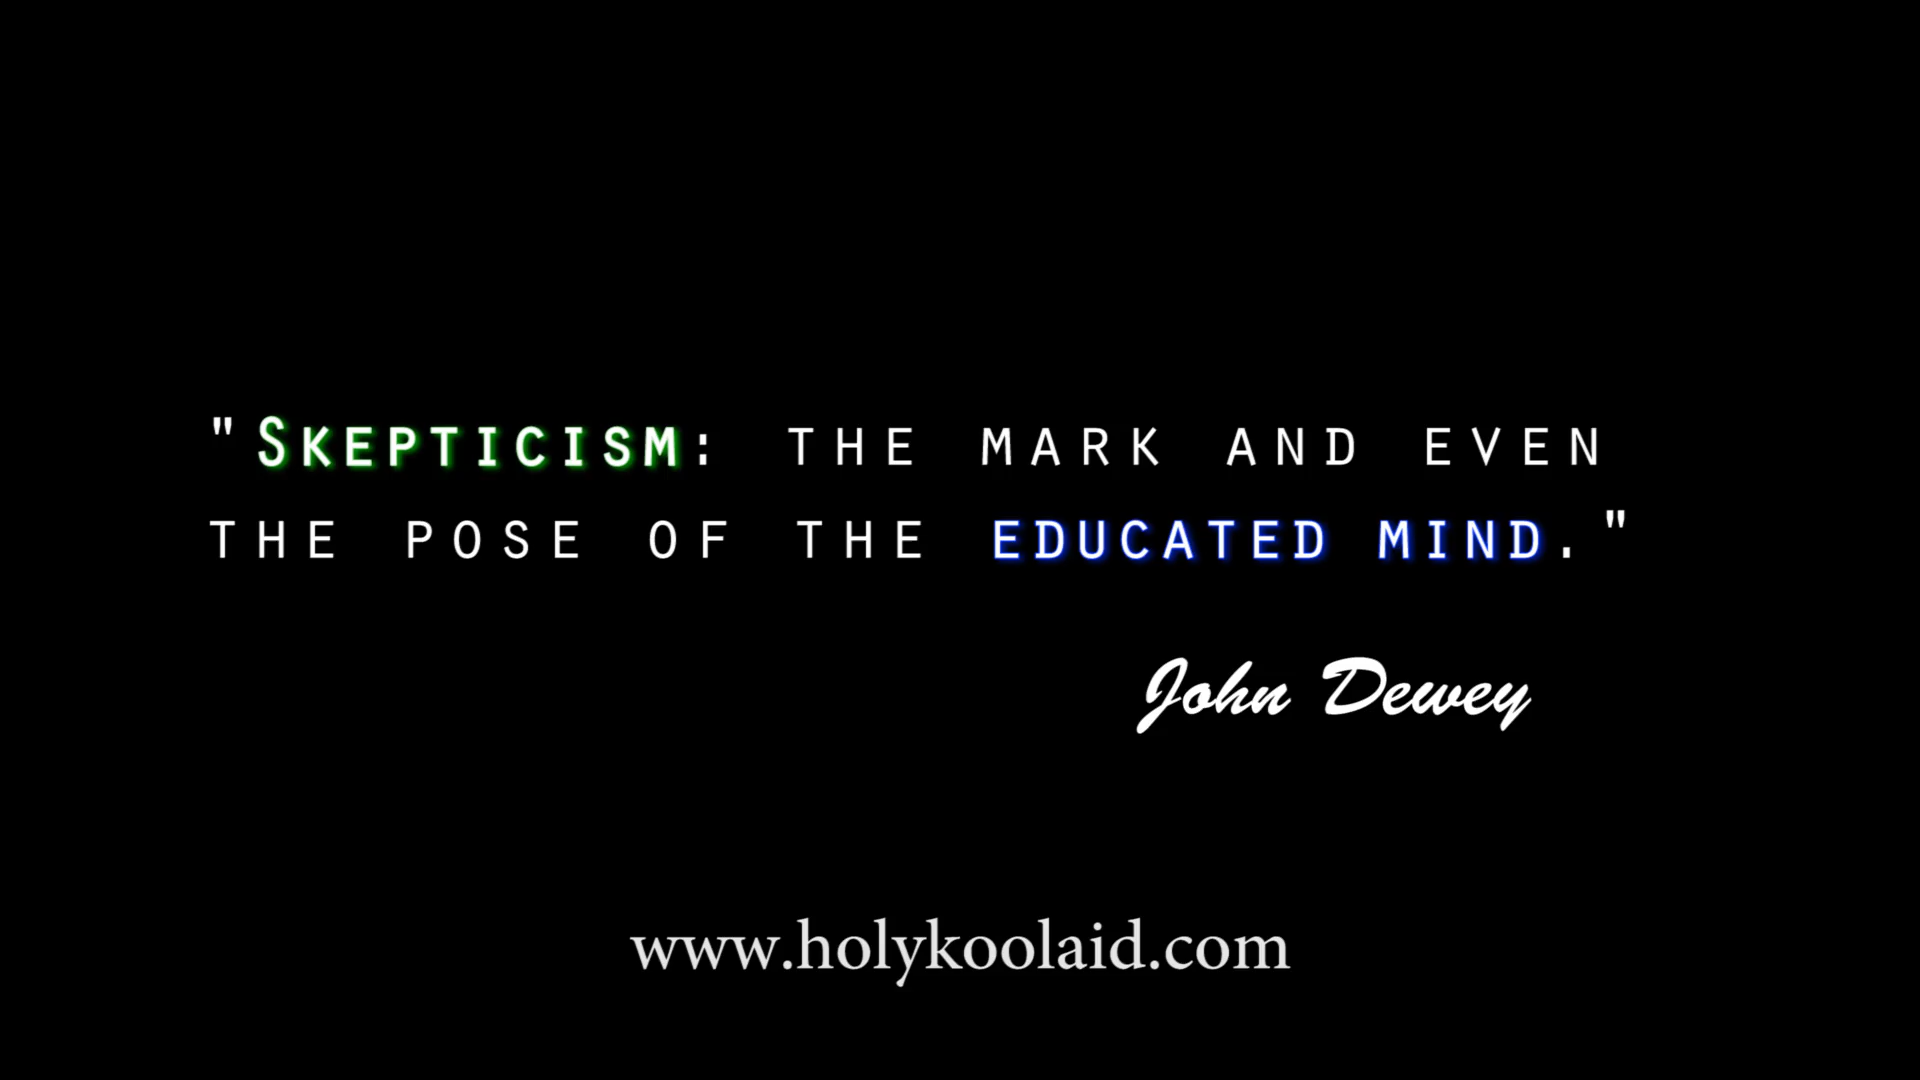 "Skepticism: the mark and even
the pose of the educated mind."
John Dewey
www.holykoolaid.com